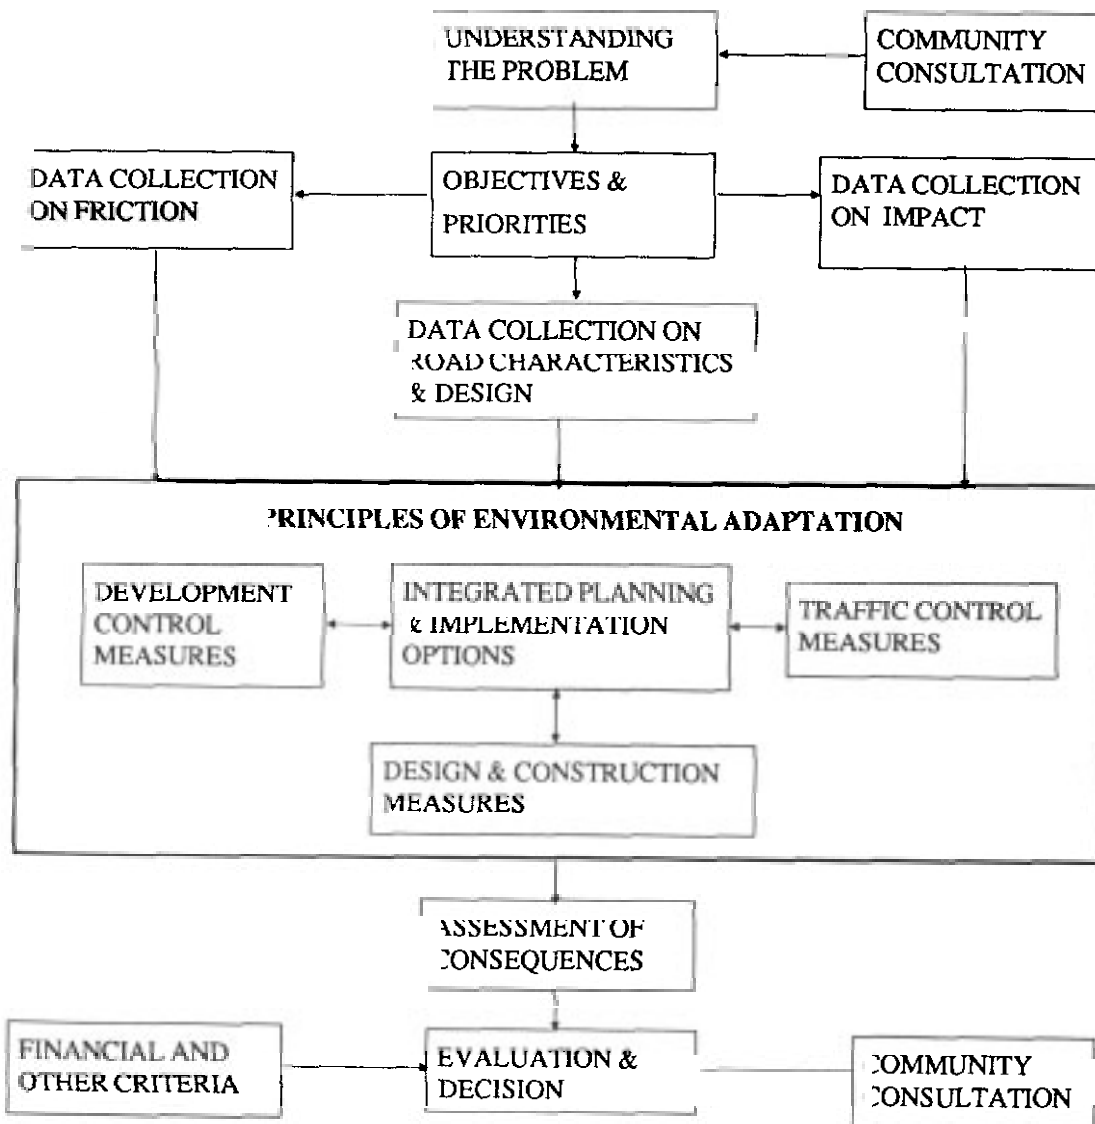 UNDERSTANDING
THE PROBLEM
COMMUNITY
CONSULTATION
DATA COLLECTION
ON FRICTION
OBJECTIVES &
PRIORITIES
DATA COLLECTION
ON IMPACT
DATA COLLECTION ON
ROAD CHARACTERISTICS
& DESIGN
PRINCIPLES OF ENVIRONMENTAL ADAPTATION
DEVELOPMENT
CONTROL
MEASURES
INTEGRATED PLANNING
& IMPLEMENTATION
OPTIONS
TRAFFIC CONTROL
MEASURES
DESIGN & CONSTRUCTION
MEASURES
ASSESSMENT OF
CONSEQUENCES
FINANCIAL AND
OTHER CRITERIA
EVALUATION &
DECISION
COMMUNITY
CONSULTATION